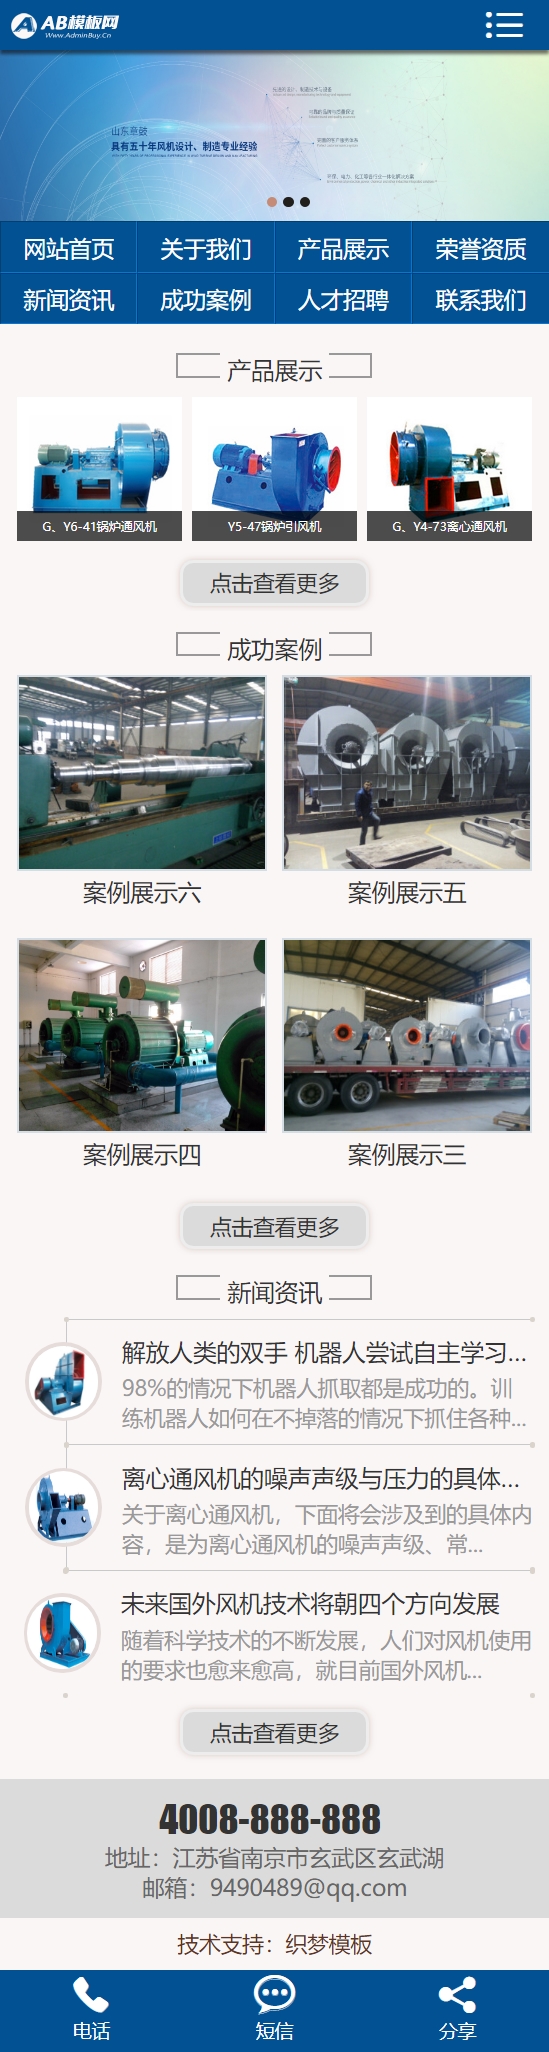 AB模板网
Www.AdminBuy.Cn
山东章鼓
具有五十年风机设计、制造专业经验
网站首页
关于我们
产品展示
荣誉资质
新闻资讯
成功案例
人才招聘
联系我们
产品展示
G、Y6-41锅炉通风机
Y5-47锅炉引风机
G、Y4-73离心通风机
点击查看更多
成功案例
案例展示六
案例展示五
案例展示四
案例展示三
点击查看更多
新闻资讯
解放人类的双手 机器人尝试自主学习...
98%的情况下机器人抓取都是成功的。训
练机器人如何在不掉落的情况下抓住各种...
离心通风机的噪声声级与压力的具体...
关于离心通风机，下面将会涉及到的具体内
容，是为离心通风机的噪声声级、常...
未来国外风机技术将朝四个方向发展
随着科学技术的不断发展，人们对风机使用
的要求也愈来愈高，就目前国外风机...
点击查看更多
4008-888-888
地址：江苏省南京市玄武区玄武湖
邮箱：9490489@qq.com
技术支持：织梦模板
电话
短信
分享